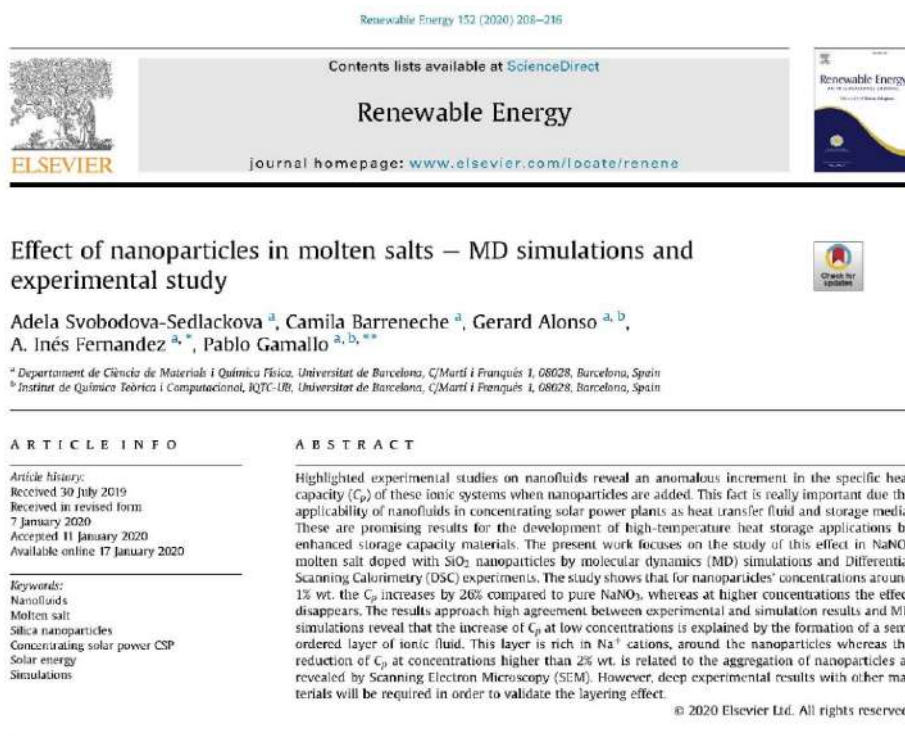 Renewable Energy 152 (2020) 208–216
Contents lists available at ScienceDirect
Renewable Energy
journal homepage: www.elsevier.com/locate/renene
ELSEVIER
Renewable Energy
Effect of nanoparticles in molten salts – MD simulations and
experimental study
Check for
updates
Adela Svobodova-Sedlackova a, Camila Barreneche a, Gerard Alonso a, b,
A. Inés Fernandez a, *, Pablo Gamallo a, b, **
a Departament de Ciència de Materials i Química Física, Universitat de Barcelona, C/Martí i Franqués 1, 08028, Barcelona, Spain
b Institut de Química Teòrica i Computacional, IQTC-UB, Universitat de Barcelona, C/Martí i Franqués 1, 08028, Barcelona, Spain
ARTICLE INFO
Article history:
Received 30 July 2019
Received in revised form
7 January 2020
Accepted 11 January 2020
Available online 17 January 2020
Keywords:
Nanofluids
Molten salt
Silica nanoparticles
Concentrating solar power CSP
Solar energy
Simulations
ABSTRACT
Highlighted experimental studies on nanofluids reveal an anomalous increment in the specific hea
capacity (Cp) of these ionic systems when nanoparticles are added. This fact is really important due th
applicability of nanofluids in concentrating solar power plants as heat transfer fluid and storage media
These are promising results for the development of high-temperature heat storage applications b
enhanced storage capacity materials. The present work focuses on the study of this effect in NaNO
molten salt doped with SiO2 nanoparticles by molecular dynamics (MD) simulations and Differentia
Scanning Calorimetry (DSC) experiments. The study shows that for nanoparticles' concentrations aroun
1% wt. the Cp increases by 26% compared to pure NaNO3, whereas at higher concentrations the effec
disappears. The results approach high agreement between experimental and simulation results and M
simulations reveal that the increase of Cp at low concentrations is explained by the formation of a sem
ordered layer of ionic fluid. This layer is rich in Na+ cations, around the nanoparticles whereas th
reduction of Cp at concentrations higher than 2% wt. is related to the aggregation of nanoparticles a
revealed by Scanning Electron Microscopy (SEM). However, deep experimental results with other ma
terials will be required in order to validate the layering effect.
© 2020 Elsevier Ltd. All rights reserved